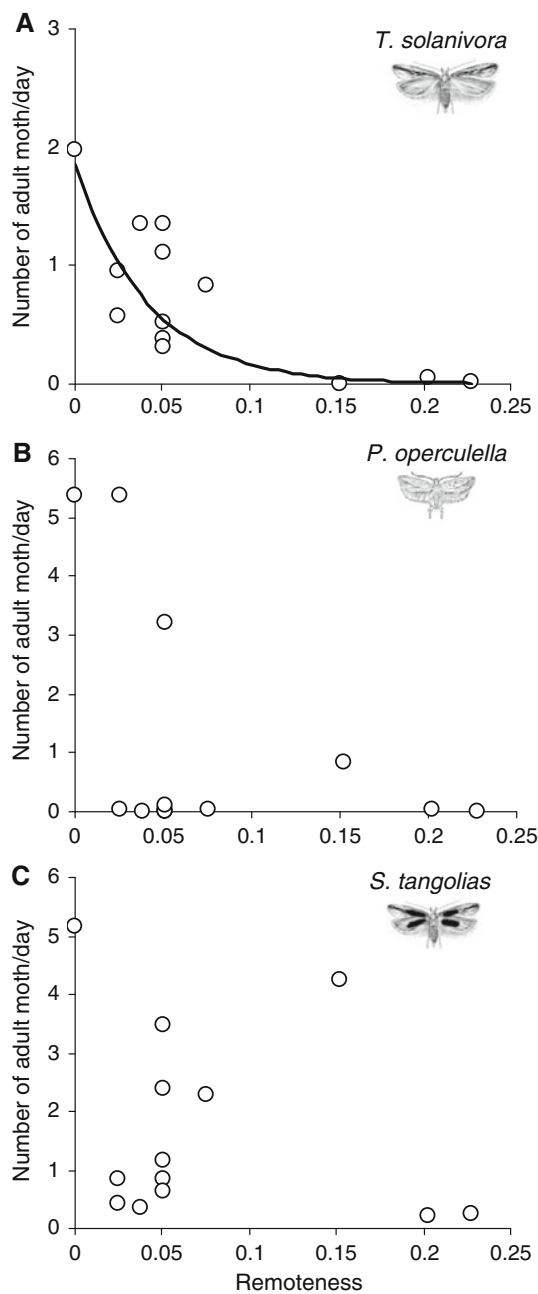 A
T. solanivora
Number of adult moth/day
3
2
1
0
0 0.05 0.1 0.15 0.2 0.25
B
P. operculella
Number of adult moth/day
6
5
4
3
2
1
0
0 0.05 0.1 0.15 0.2 0.25
C
S. tangolias
Number of adult moth/day
6
5
4
3
2
1
0
0 0.05 0.1 0.15 0.2 0.25
Remoteness